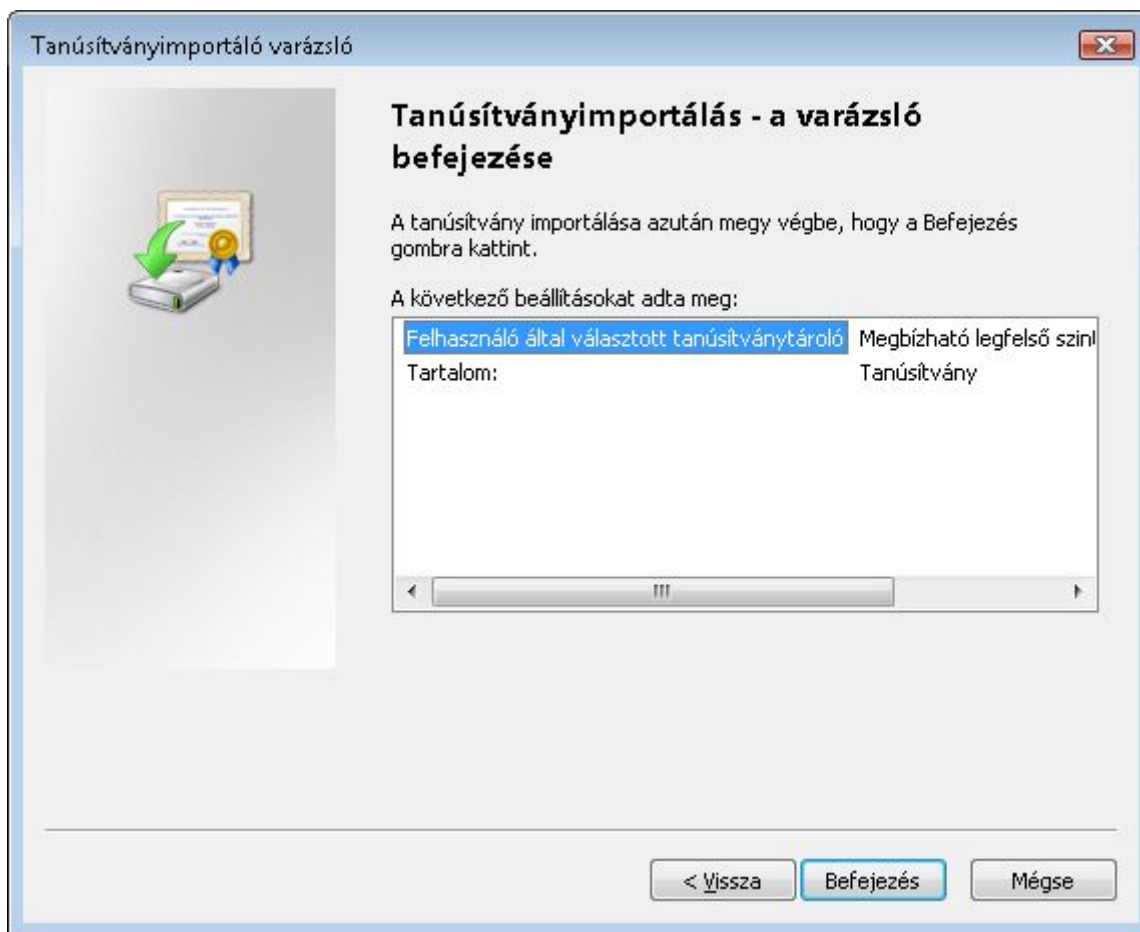 Tanúsítványimportáló varázsló
Tanúsítványimportálás - a varázsló
befejezése
A tanúsítvány importálása azután megy végbe, hogy a Befejezés
gombra kattint.
A következő beállításokat adta meg:
Felhasználó által választott tanúsítványtároló Megbízható legfelső szint
Tartalom: Tanúsítvány
< Vissza Befejezés Mégse